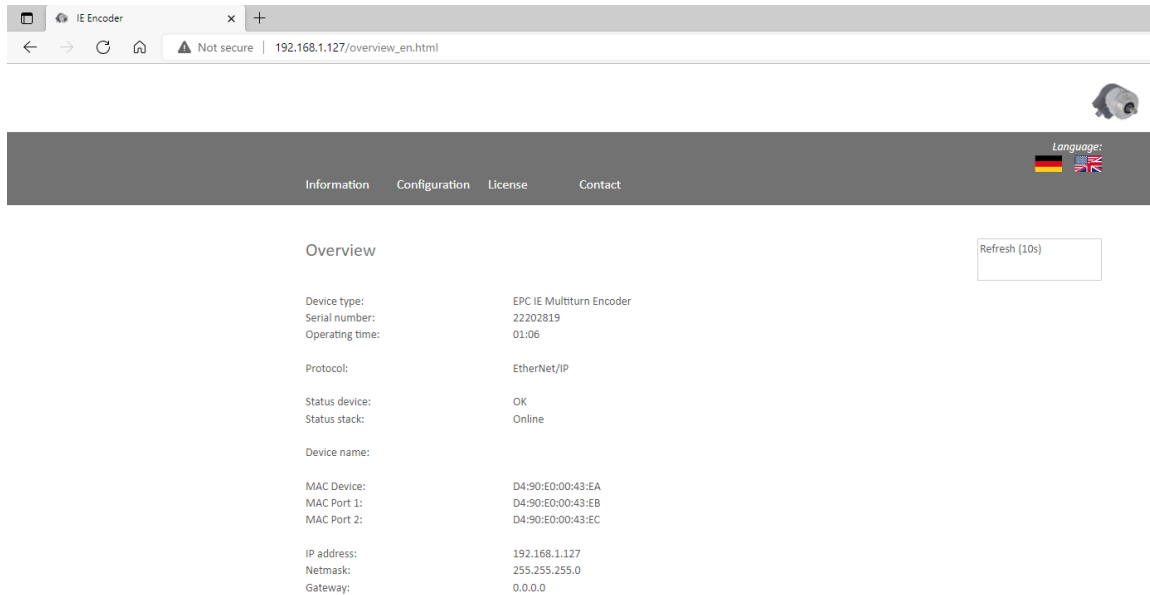 IE Encoder
Not secure | 192.168.1.127/overview_en.html
Language:
Information Configuration License Contact
Overview
Refresh (10s)
Device type: EPC IE Multiturn Encoder
Serial number: 22202819
Operating time: 01:06
Protocol: EtherNet/IP
Status device: OK
Status stack: Online
Device name:
MAC Device: D4:90:E0:00:43:EA
MAC Port 1: D4:90:E0:00:43:EB
MAC Port 2: D4:90:E0:00:43:EC
IP address: 192.168.1.127
Netmask: 255.255.255.0
Gateway: 0.0.0.0